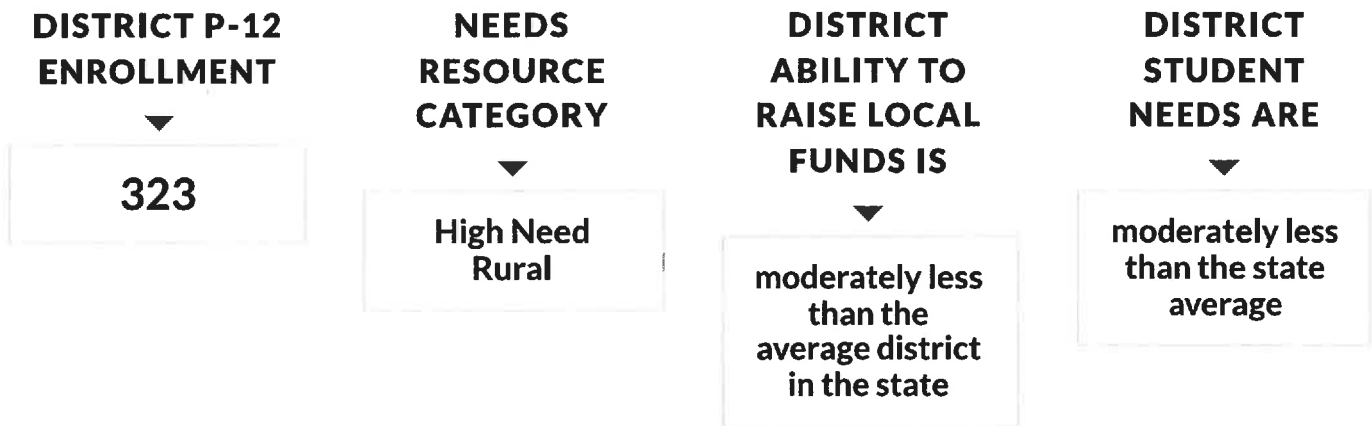 DISTRICT P-12
ENROLLMENT
323
NEEDS
RESOURCE
CATEGORY
High Need
Rural
DISTRICT
ABILITY TO
RAISE LOCAL
FUNDS IS
moderately less
than the
average district
in the state
DISTRICT
STUDENT
NEEDS ARE
moderately less
than the state
average